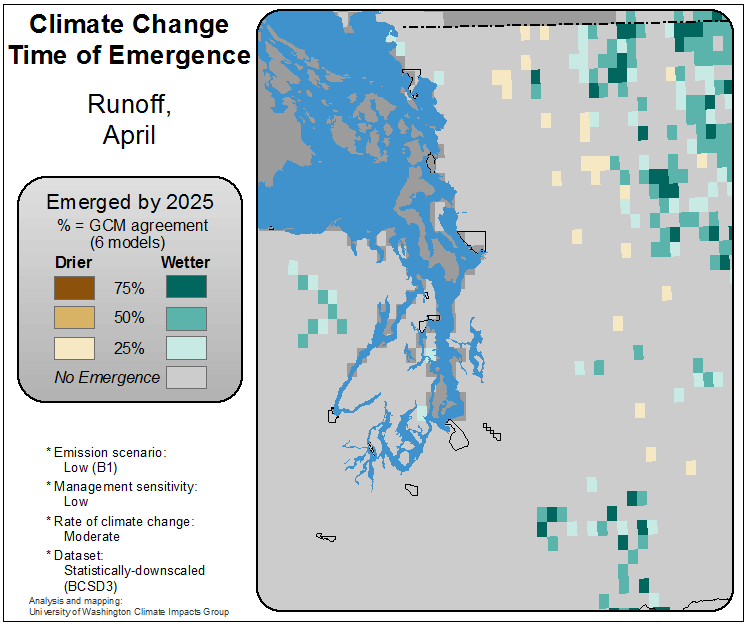 Climate Change
Time of Emergence
Runoff,
April
Emerged by 2025
% = GCM agreement
(6 models)
Drier Wetter
75%
50%
25%
No Emergence
* Emission scenario:
Low (B1)
* Management sensitivity:
Low
* Rate of climate change:
Moderate
* Dataset:
Statistically-downscaled
(BCSD3)
Analysis and mapping:
University of Washington Climate Impacts Group